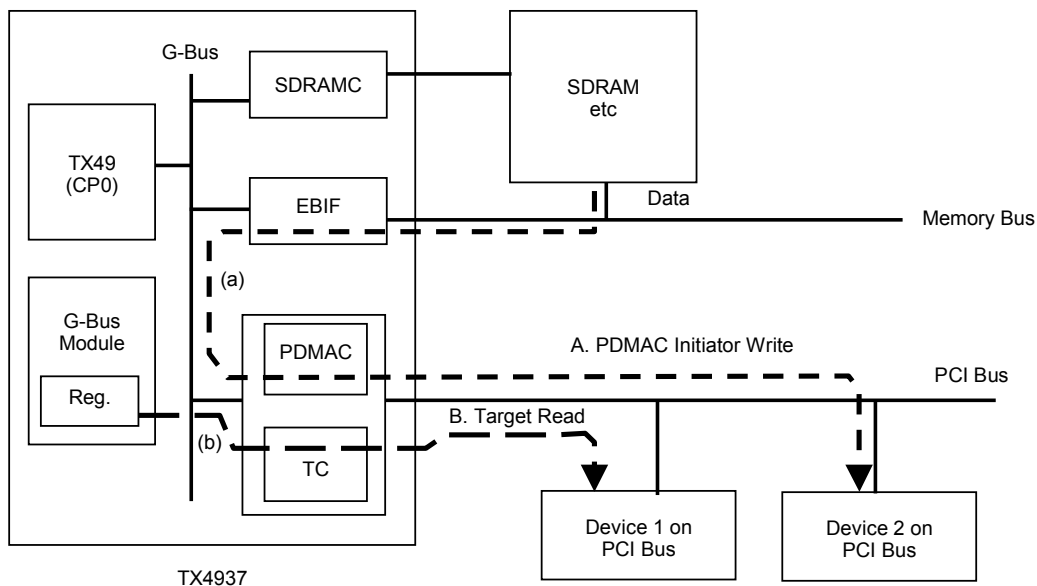 G-Bus
SDRAMC
SDRAM
etc
TX49
(CP0)
EBIF
Data
Memory Bus
(a)
G-Bus
Module
Reg.
PDMAC
A. PDMAC Initiator Write
PCI Bus
B. Target Read
(b)
TC
Device 1 on
PCI Bus
Device 2 on
PCI Bus
TX4937